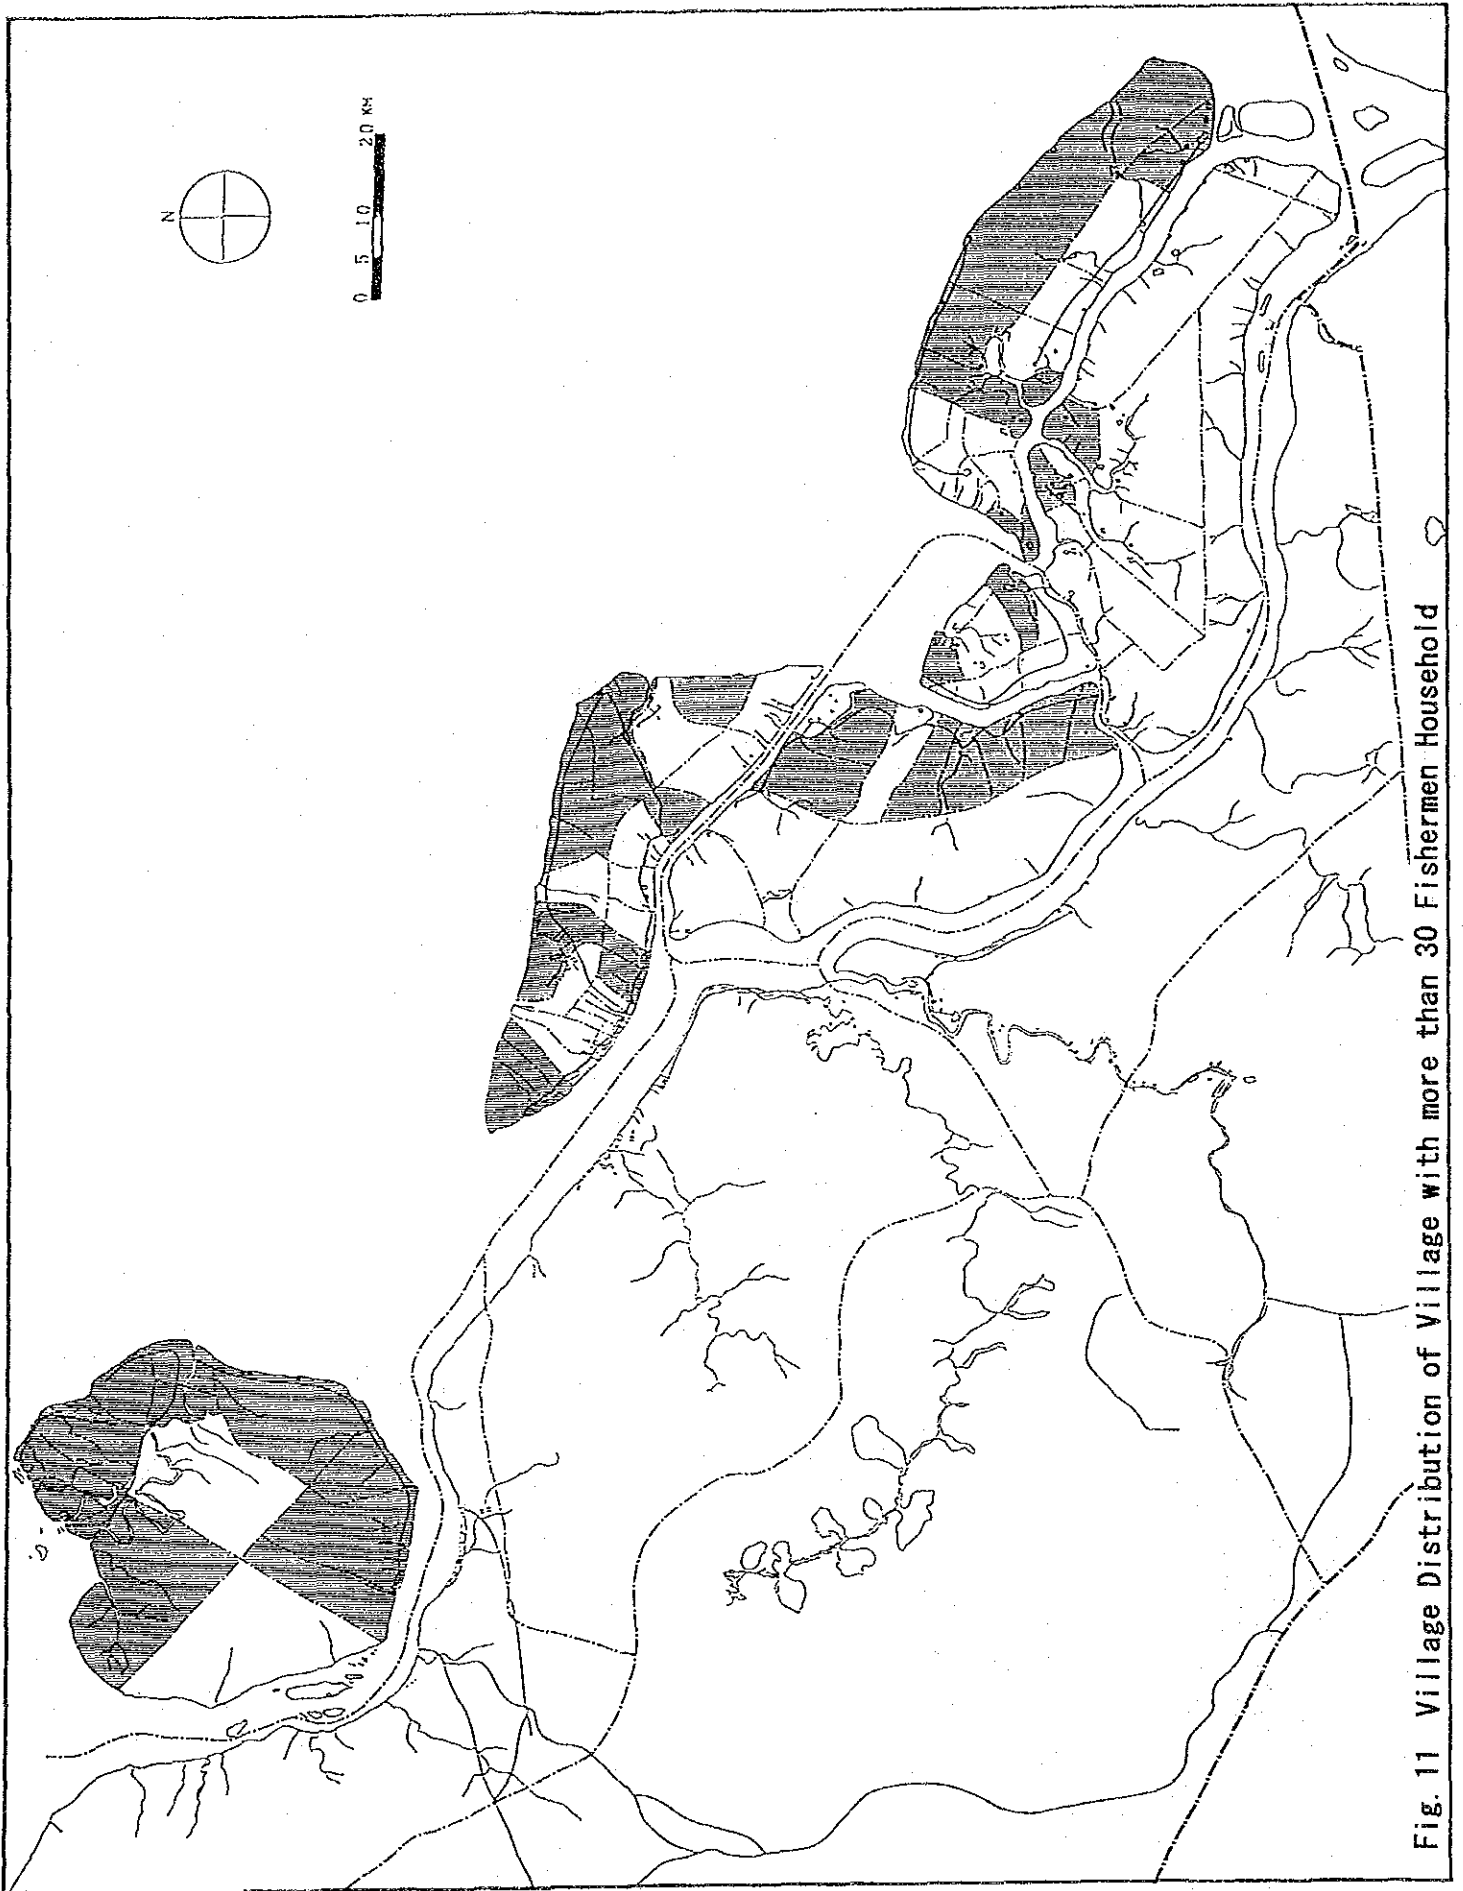 N
0 5 10 20 KM
Fig. 11 Village Distribution of Village with more than 30 Fishermen Household